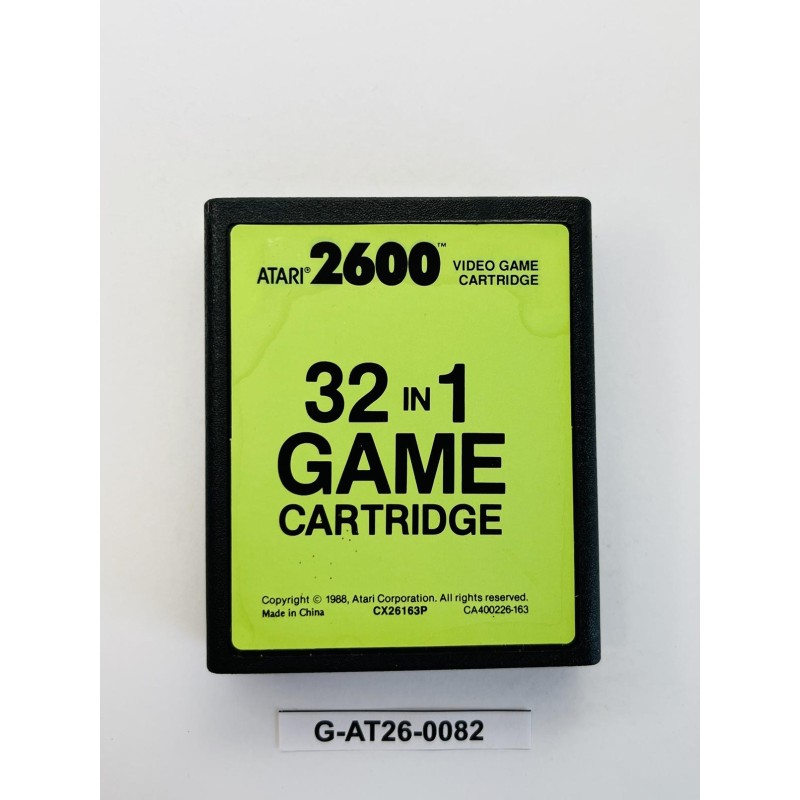 ATARI® 2600™ VIDEO GAME
CARTRIDGE
32 IN 1
GAME
CARTRIDGE
Copyright © 1988, Atari Corporation. All rights reserved.
Made in China CX26163P CA400226-163
G-AT26-0082